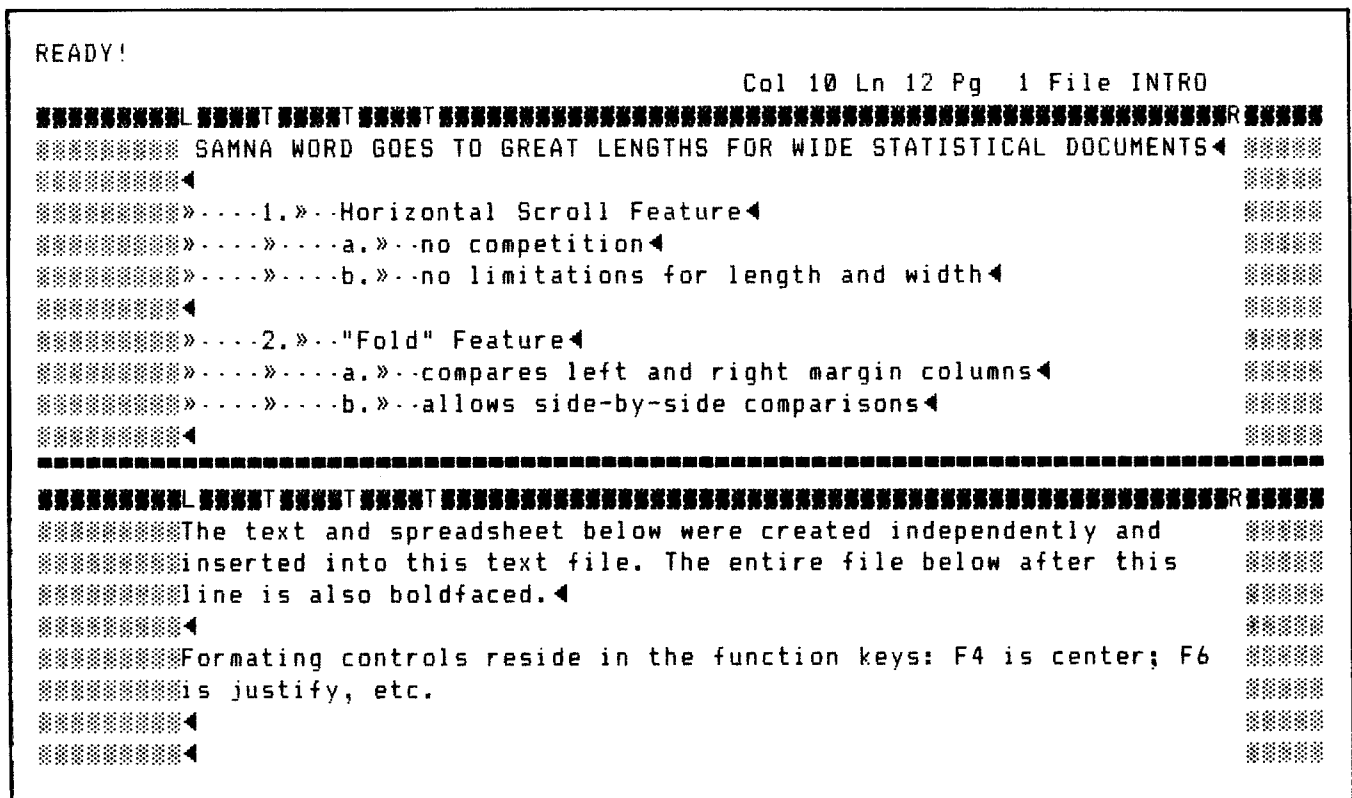 READY!
Col 10 Ln 12 Pg 1 File INTRO
L T T T R
SAMNA WORD GOES TO GREAT LENGTHS FOR WIDE STATISTICAL DOCUMENTS◄
◄
»····1.»··Horizontal Scroll Feature◄
»····»····a.»··no competition◄
»····»····b.»··no limitations for length and width◄
◄
»····2.»··"Fold" Feature◄
»····»····a.»··compares left and right margin columns◄
»····»····b.»··allows side-by-side comparisons◄
◄
L T T T R
The text and spreadsheet below were created independently and
inserted into this text file. The entire file below after this
line is also boldfaced.◄
◄
Formating controls reside in the function keys: F4 is center; F6
is justify, etc.
◄
◄